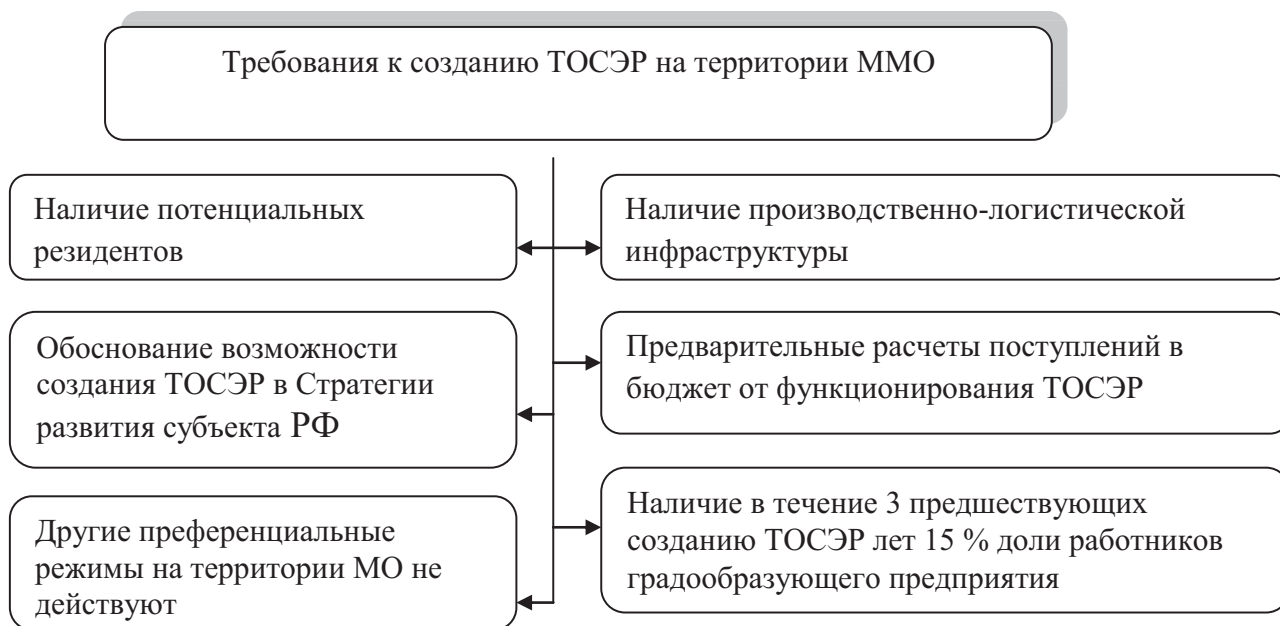 Требования к созданию ТОСЭР на территории ММО
Наличие потенциальных
резидентов
Наличие производственно-логистической
инфраструктуры
Обоснование возможности
создания ТОСЭР в Стратегии
развития субъекта РФ
Предварительные расчеты поступлений в
бюджет от функционирования ТОСЭР
Другие преференциальные
режимы на территории МО не
действуют
Наличие в течение 3 предшествующих
созданию ТОСЭР лет 15 % доли работников
градообразующего предприятия